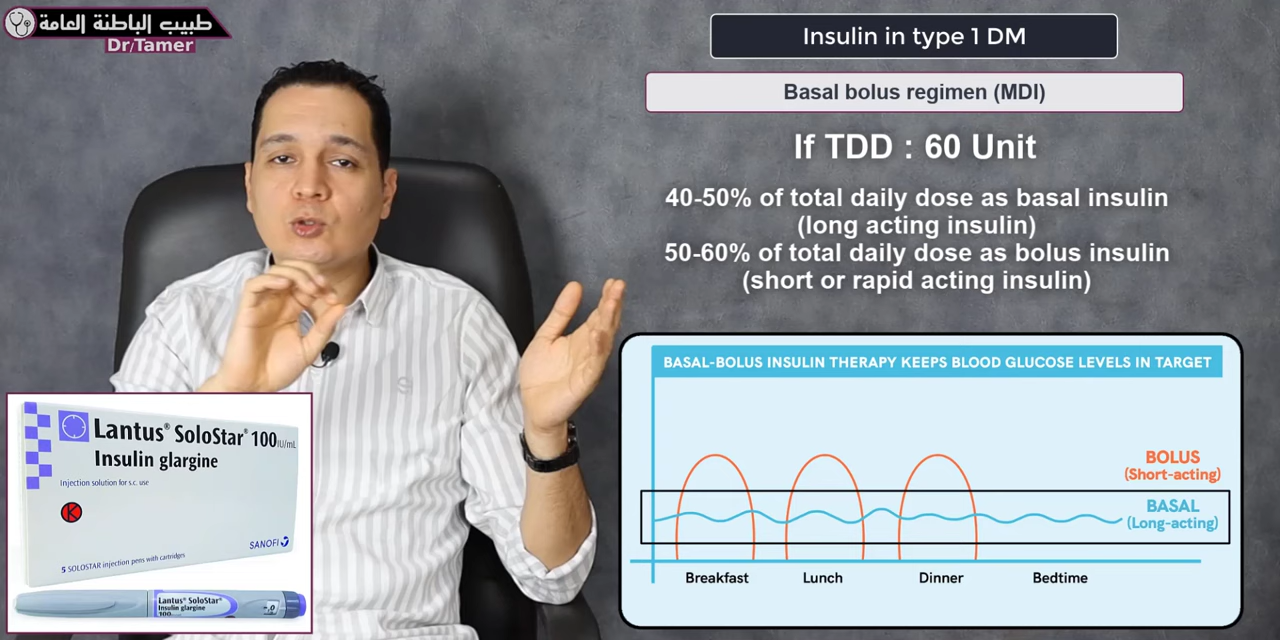 طبيب الباطنة العامة
Dr/Tamer
Insulin in type 1 DM
Basal bolus regimen (MDI)
If TDD : 60 Unit
40-50% of total daily dose as basal insulin
(long acting insulin)
50-60% of total daily dose as bolus insulin
(short or rapid acting insulin)
BASAL-BOLUS INSULIN THERAPY KEEPS BLOOD GLUCOSE LEVELS IN TARGET
BOLUS
(Short-acting)
BASAL
(Long-acting)
Breakfast Lunch Dinner Bedtime
Lantus® SoloStar® 100 IU/mL
Insulin glargine
Injection solution for s.c. use
K
SANOFI
5 SOLOSTAR injection pens with cartridges
Lantus® SoloStar®
Insulin glargine
100